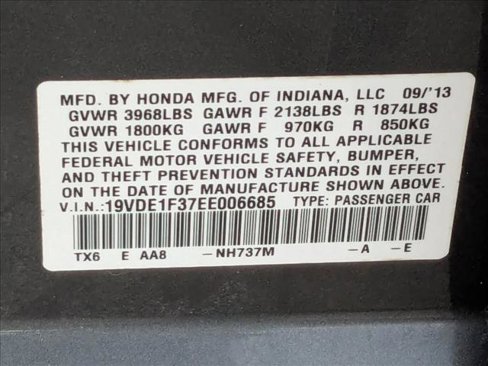 MFD. BY HONDA MFG. OF INDIANA, LLC 09/'13
GVWR 3968LBS GAWR F 2138LBS R 1874LBS
GVWR 1800KG GAWR F 970KG R 850KG
THIS VEHICLE CONFORMS TO ALL APPLICABLE
FEDERAL MOTOR VEHICLE SAFETY, BUMPER,
AND THEFT PREVENTION STANDARDS IN EFFECT
ON THE DATE OF MANUFACTURE SHOWN ABOVE.
V.I.N.:19VDE1F37EE006685 TYPE: PASSENGER CAR
TX6 E AA8 -NH737M -A -E